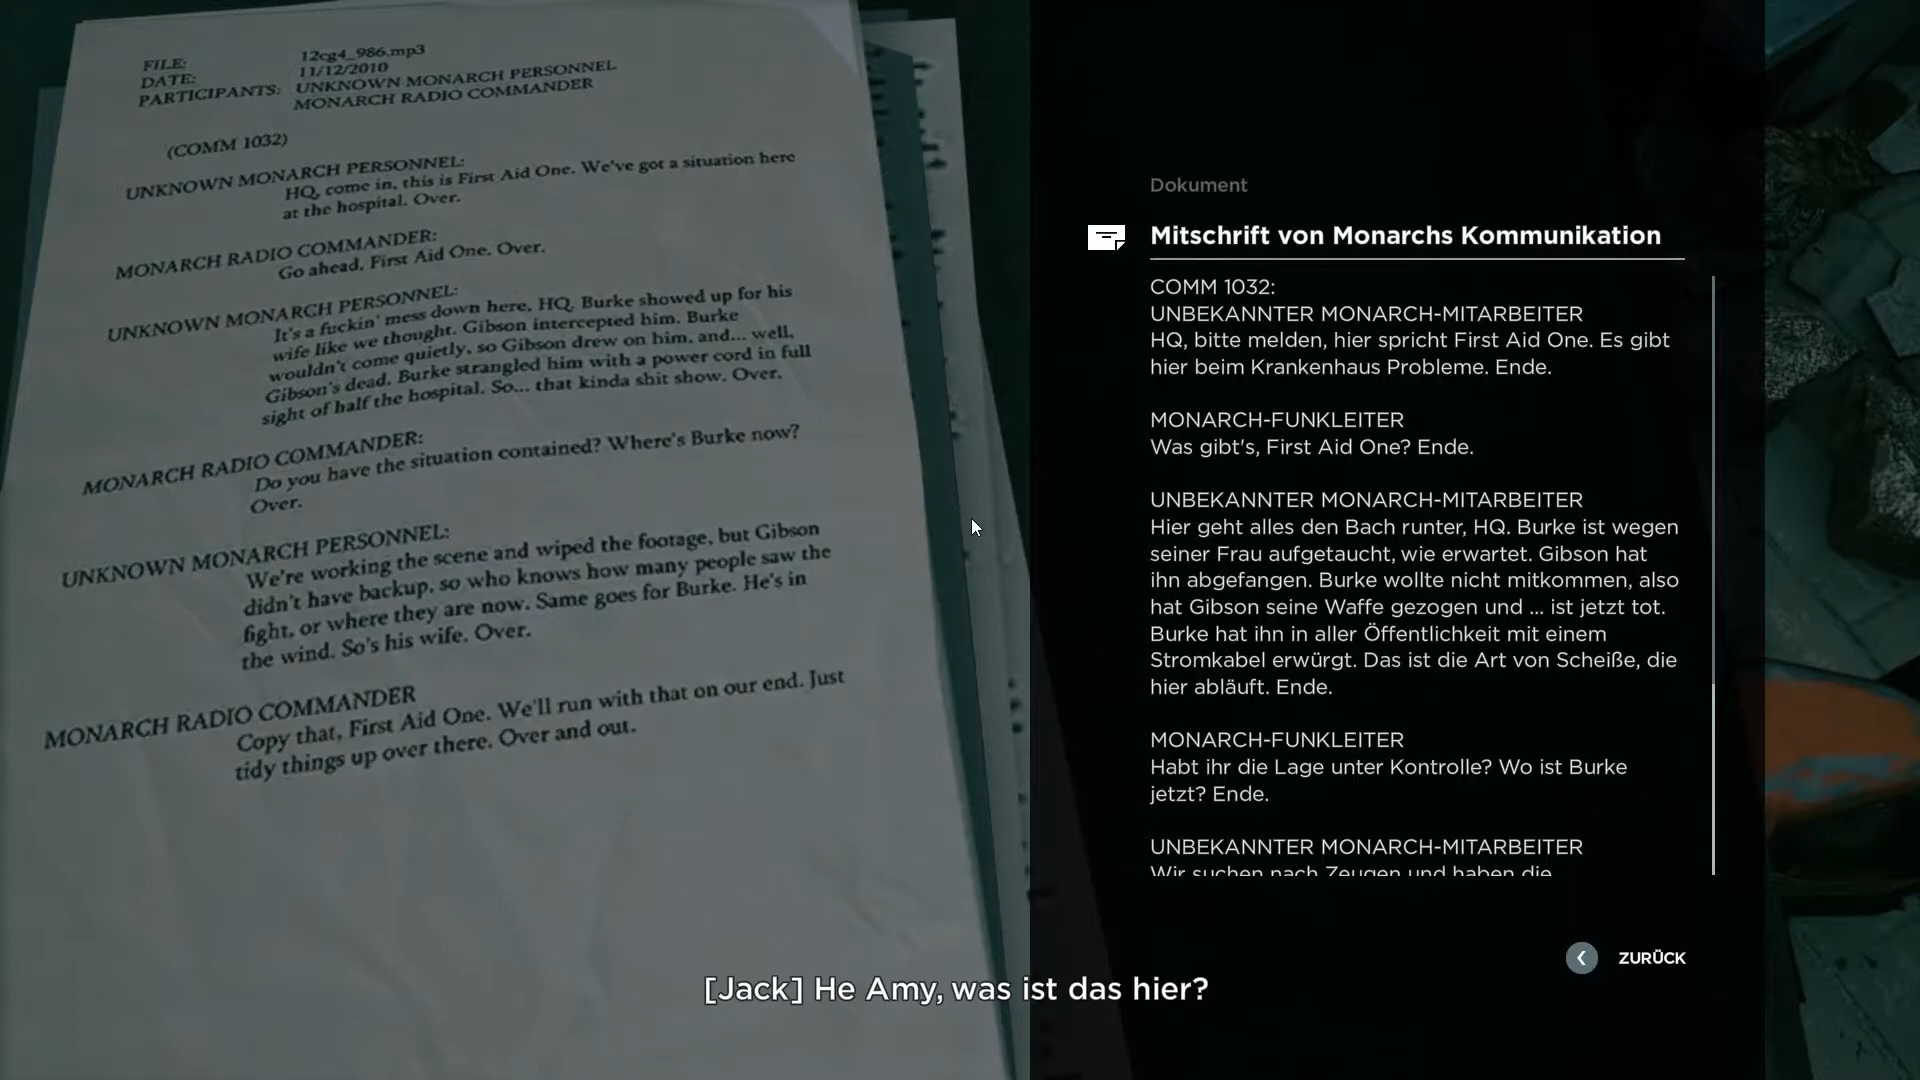 FILE: 12cg4_986.mp3
DATE: 11/12/2010
PARTICIPANTS: UNKNOWN MONARCH PERSONNEL
MONARCH RADIO COMMANDER
(COMM 1032)
UNKNOWN MONARCH PERSONNEL:
HQ, come in, this is First Aid One. We've got a situation here
at the hospital. Over.
MONARCH RADIO COMMANDER:
Go ahead, First Aid One. Over.
UNKNOWN MONARCH PERSONNEL:
It's a fuckin' mess down here, HQ. Burke showed up for his
wife like we thought. Gibson intercepted him. Burke
wouldn't come quietly, so Gibson drew on him, and... well,
Gibson's dead. Burke strangled him with a power cord in full
sight of half the hospital. So... that kinda shit show. Over.
MONARCH RADIO COMMANDER:
Do you have the situation contained? Where's Burke now?
Over.
UNKNOWN MONARCH PERSONNEL:
We're working the scene and wiped the footage, but Gibson
didn't have backup, so who knows how many people saw the
fight, or where they are now. Same goes for Burke. He's in
the wind. So's his wife. Over.
MONARCH RADIO COMMANDER
Copy that, First Aid One. We'll run with that on our end. Just
tidy things up over there. Over and out.
Dokument
Mitschrift von Monarchs Kommunikation
COMM 1032:
UNBEKANNTER MONARCH-MITARBEITER
HQ, bitte melden, hier spricht First Aid One. Es gibt
hier beim Krankenhaus Probleme. Ende.
MONARCH-FUNKLEITER
Was gibt's, First Aid One? Ende.
UNBEKANNTER MONARCH-MITARBEITER
Hier geht alles den Bach runter, HQ. Burke ist wegen
seiner Frau aufgetaucht, wie erwartet. Gibson hat
ihn abgefangen. Burke wollte nicht mitkommen, also
hat Gibson seine Waffe gezogen und ... ist jetzt tot.
Burke hat ihn in aller Öffentlichkeit mit einem
Stromkabel erwürgt. Das ist die Art von Scheiße, die
hier abläuft. Ende.
MONARCH-FUNKLEITER
Habt ihr die Lage unter Kontrolle? Wo ist Burke
jetzt? Ende.
UNBEKANNTER MONARCH-MITARBEITER
Wir suchen nach Zeugen und haben die
ZURÜCK
[Jack] He Amy, was ist das hier?